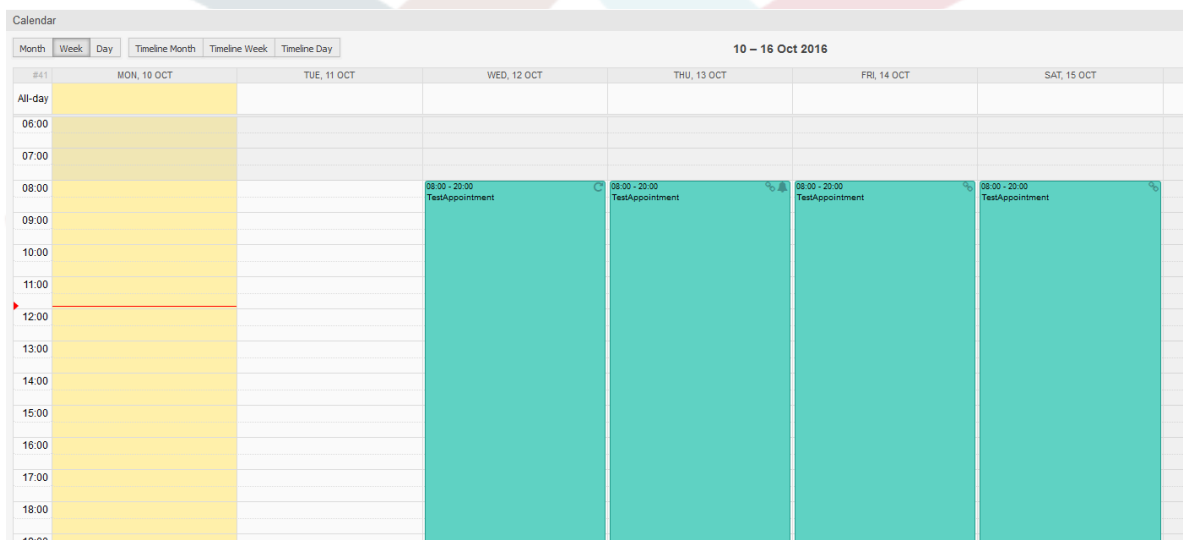 Calendar
Month Week Day Timeline Month Timeline Week Timeline Day 10 – 16 Oct 2016
#41 MON, 10 OCT TUE, 11 OCT WED, 12 OCT THU, 13 OCT FRI, 14 OCT SAT, 15 OCT
All-day
06:00
07:00
08:00 08:00 - 20:00 08:00 - 20:00 08:00 - 20:00 08:00 - 20:00
TestAppointment TestAppointment TestAppointment TestAppointment
09:00
10:00
11:00
12:00
13:00
14:00
15:00
16:00
17:00
18:00